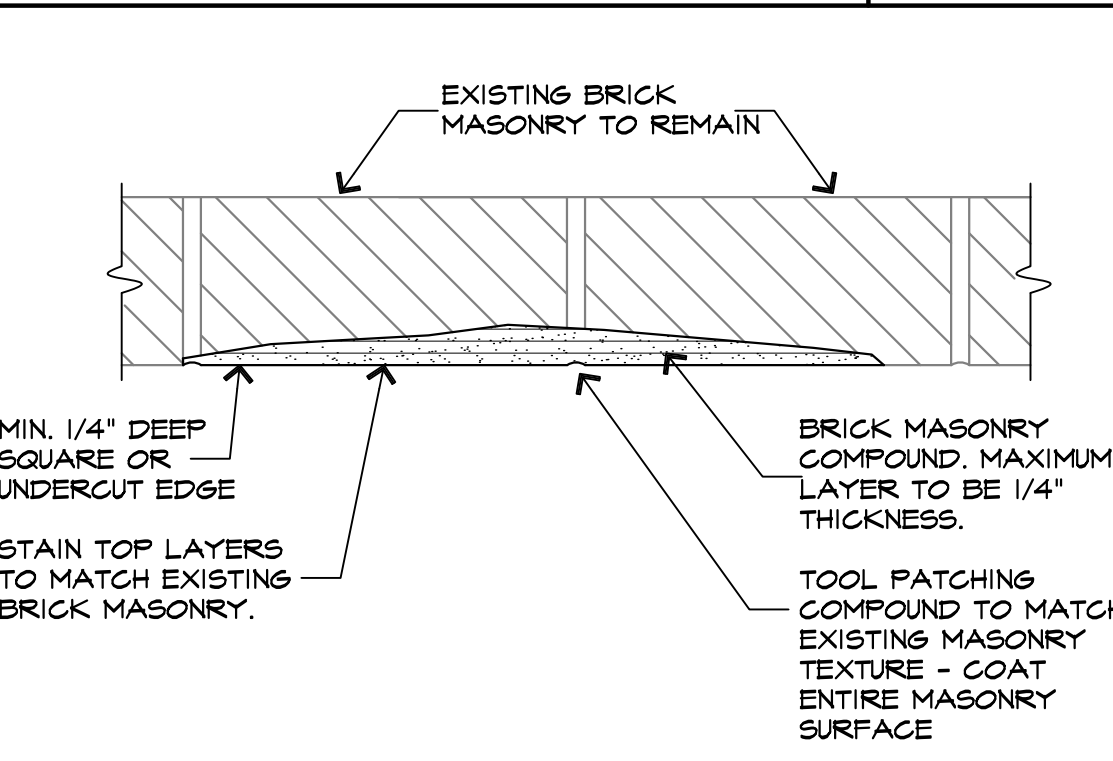 EXISTING BRICK
MASONRY TO REMAIN
MIN. 1/4" DEEP
SQUARE OR
UNDERCUT EDGE
STAIN TOP LAYERS
TO MATCH EXISTING
BRICK MASONRY.
BRICK MASONRY
COMPOUND. MAXIMUM
LAYER TO BE 1/4"
THICKNESS.
TOOL PATCHING
COMPOUND TO MATCH
EXISTING MASONRY
TEXTURE - COAT
ENTIRE MASONRY
SURFACE